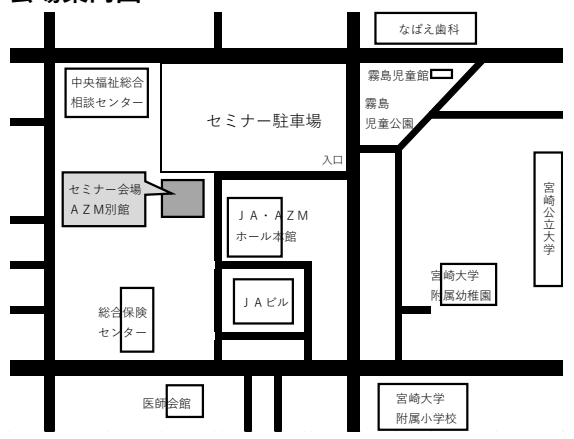 なばえ歯科
霧島児童館
中央福祉総合
相談センター
霧島
児童公園
セミナー駐車場
入口
セミナー会場
ＡＺＭ別館
ＪＡ・ＡＺＭ
ホール本館
宮崎公立大学
宮崎大学
附属幼稚園
ＪＡビル
総合保険
センター
医師会館
宮崎大学
附属小学校